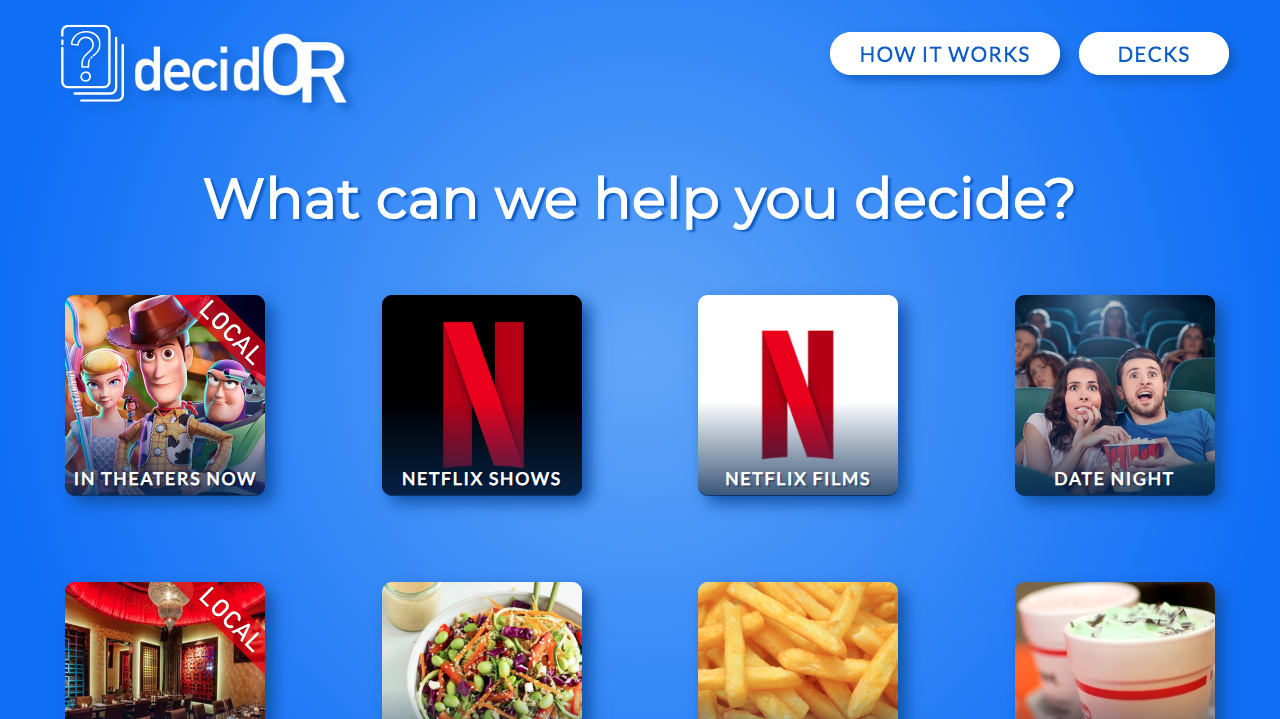 ?
decidOR
HOW IT WORKS
DECKS
What can we help you decide?
LOCAL
IN THEATERS NOW
N
NETFLIX SHOWS
N
NETFLIX FILMS
DATE NIGHT
LOCAL